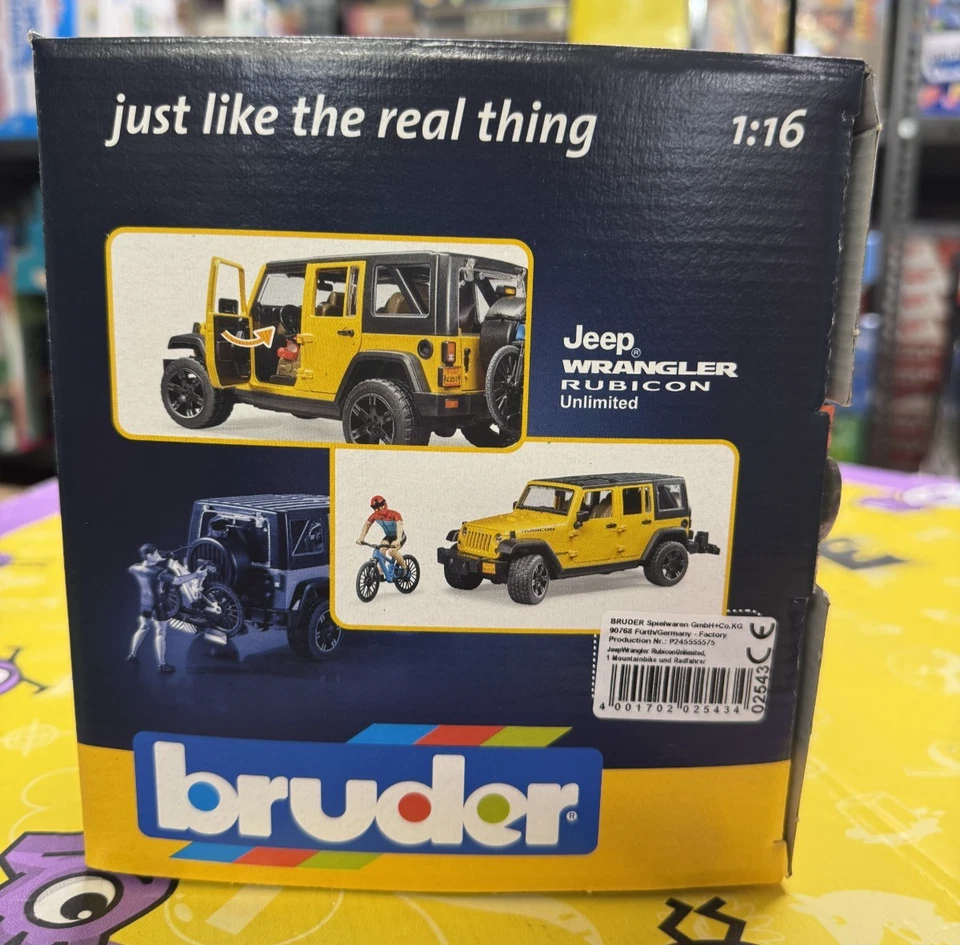 just like the real thing
1:16
Jeep®
WRANGLER
RUBICON
Unlimited
BRUDER Spielwaren GmbH+Co.KG
90768 Fürth/Germany - Factory
Production Nr.: P245555575
JeepWrangler RubiconUnlimited,
1 Mountainbike und Radfahrer
CE
02543
4 001702 025434
bruder®